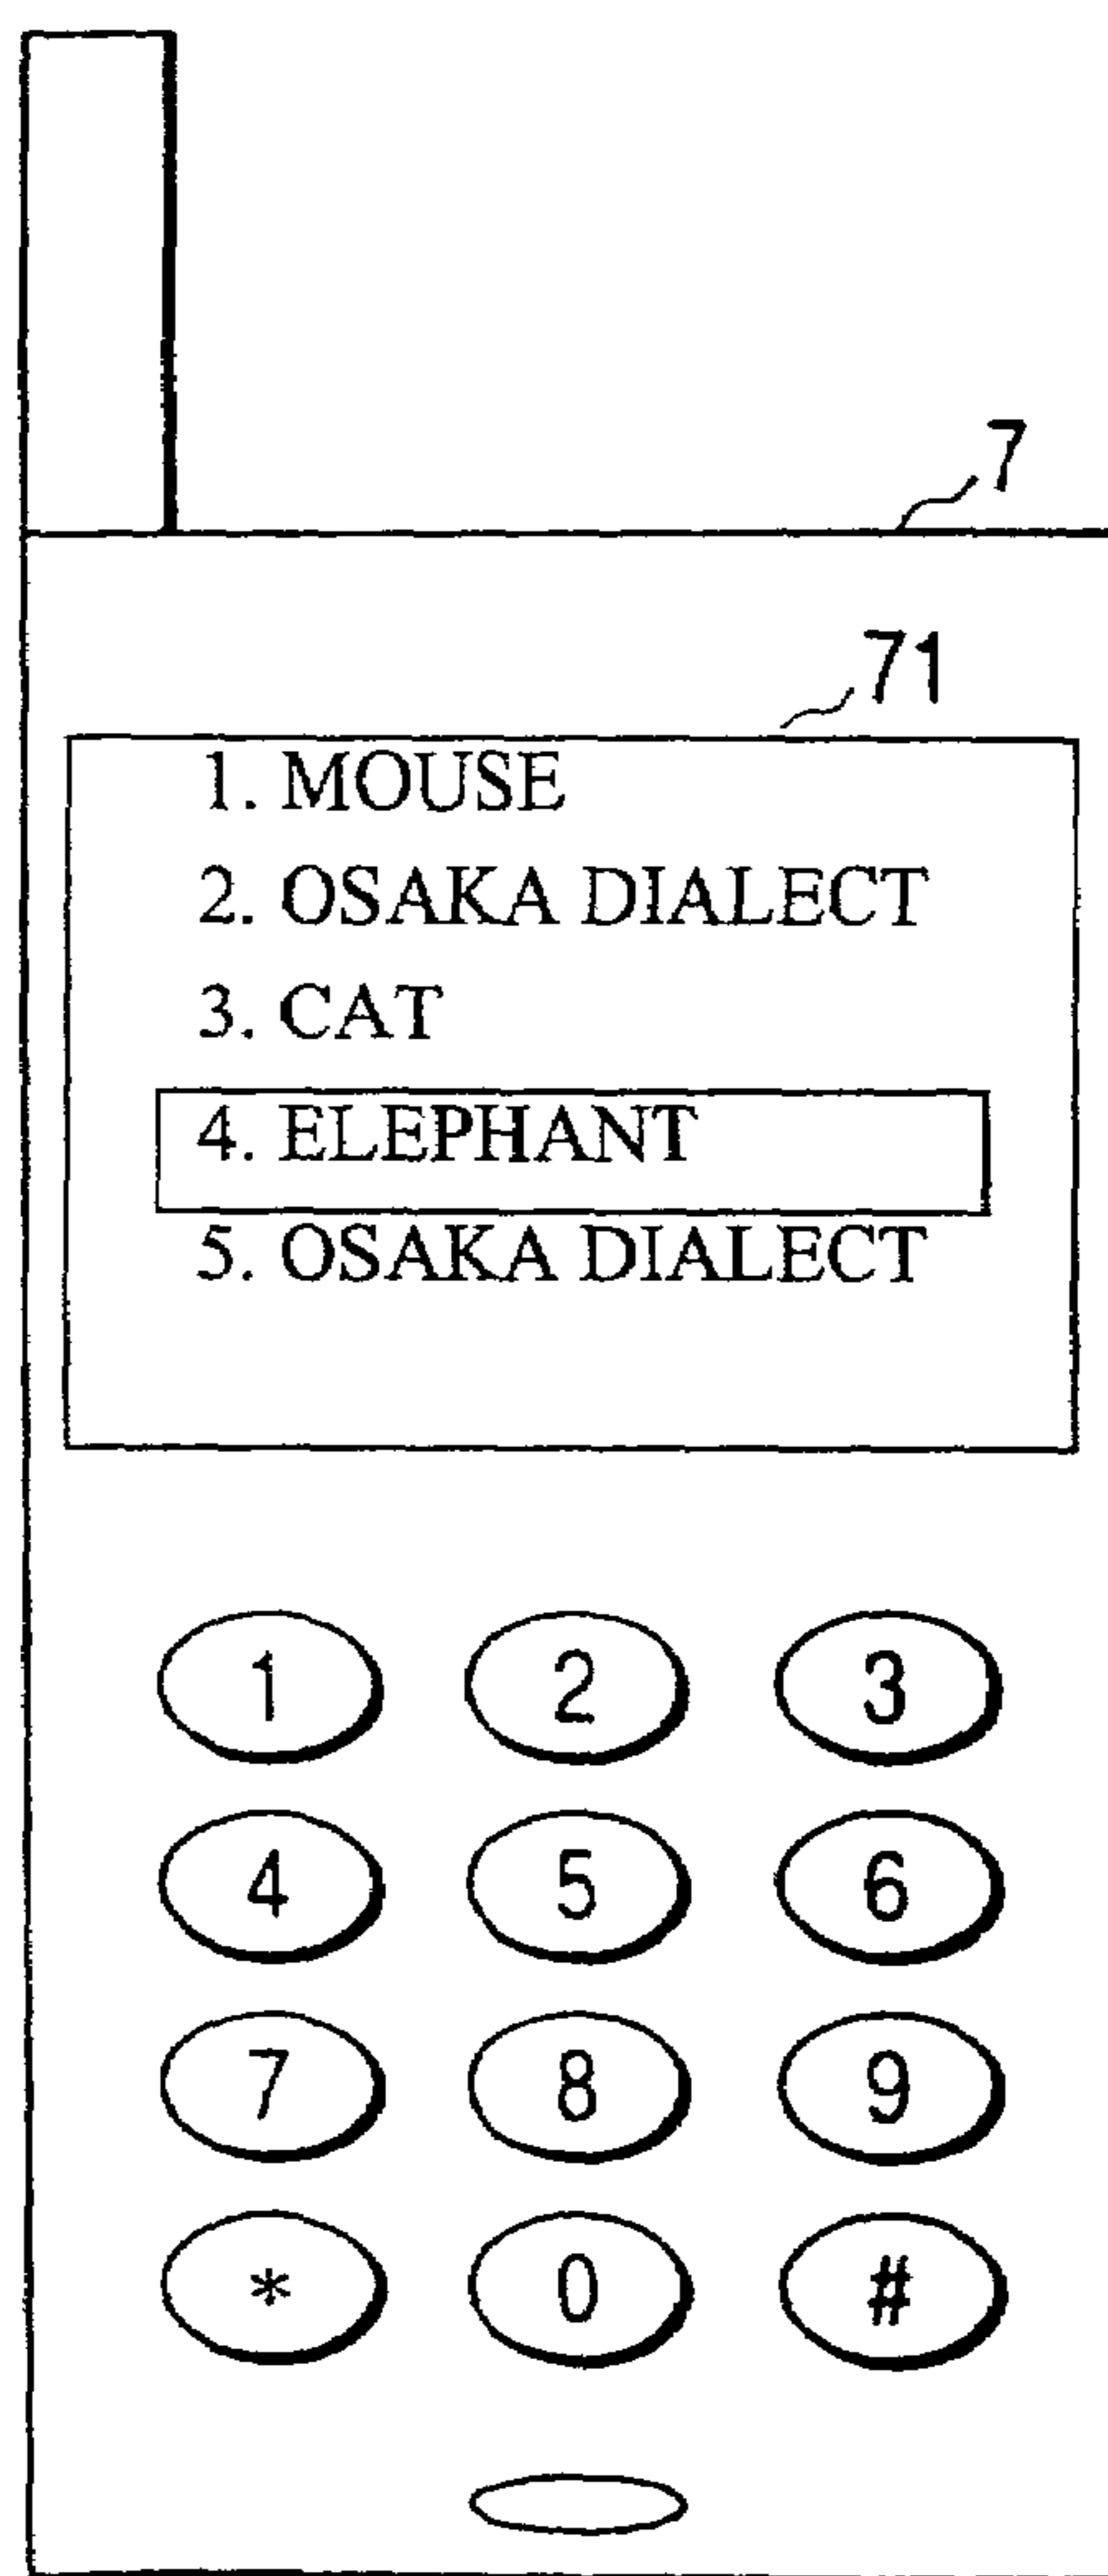 7
71
1. MOUSE
2. OSAKA DIALECT
3. CAT
4. ELEPHANT
5. OSAKA DIALECT
1 2 3
4 5 6
7 8 9
* 0 #